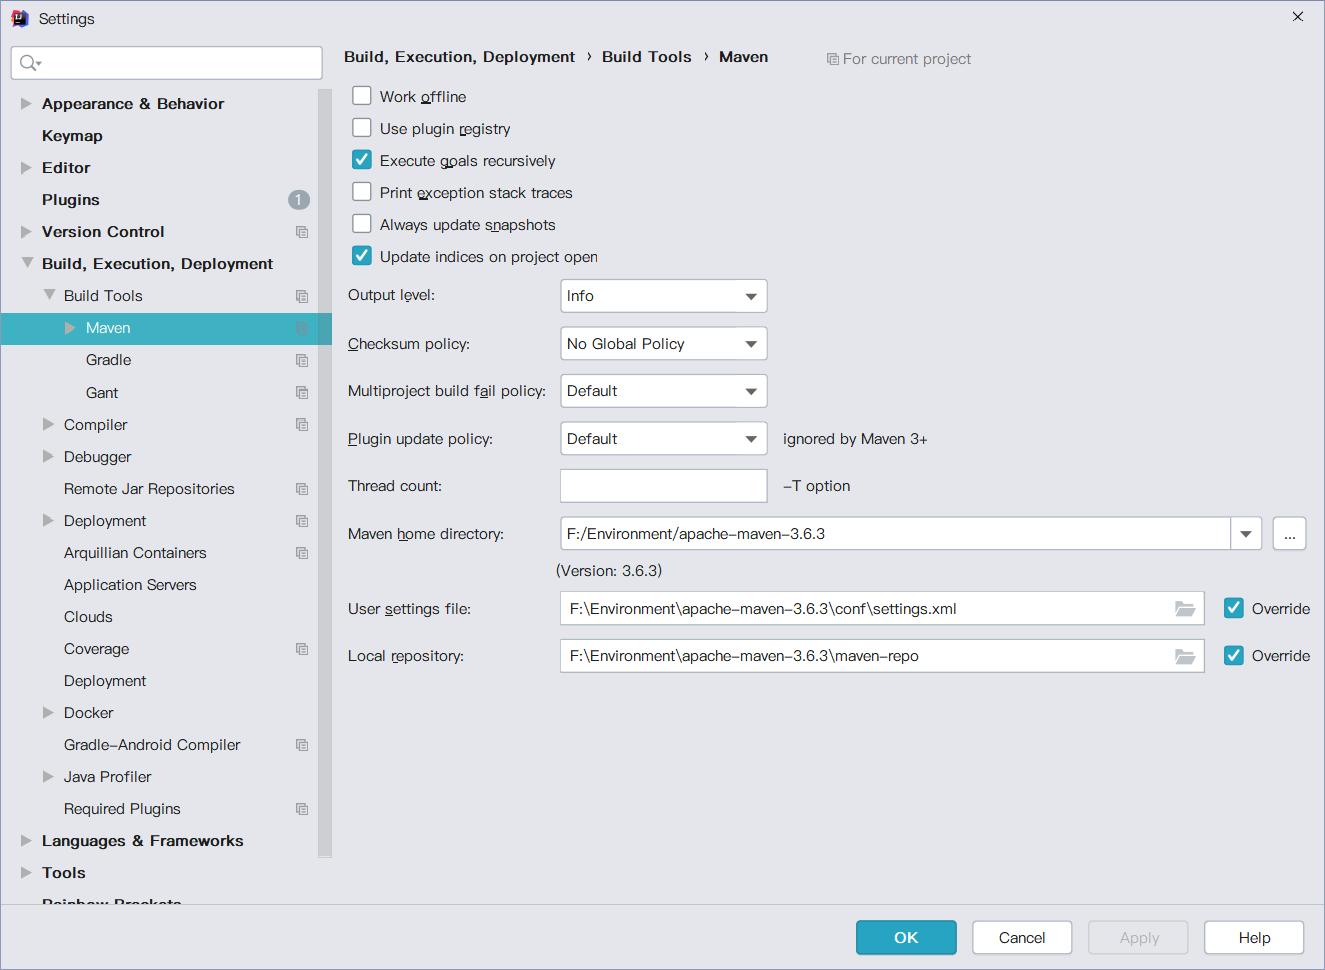 Settings
Appearance & Behavior
Keymap
Editor
Plugins 1
Version Control
Build, Execution, Deployment
Build Tools
Maven
Gradle
Gant
Compiler
Debugger
Remote Jar Repositories
Deployment
Arquillian Containers
Application Servers
Clouds
Coverage
Deployment
Docker
Gradle-Android Compiler
Java Profiler
Required Plugins
Languages & Frameworks
Tools
Rainbow Brackets
Build, Execution, Deployment › Build Tools › Maven For current project
Work offline
Use plugin registry
Execute goals recursively
Print exception stack traces
Always update snapshots
Update indices on project open
Output level: Info
Checksum policy: No Global Policy
Multiproject build fail policy: Default
Plugin update policy: Default ignored by Maven 3+
Thread count: -T option
Maven home directory: F:/Environment/apache-maven-3.6.3 ...
(Version: 3.6.3)
User settings file: F:\Environment\apache-maven-3.6.3\conf\settings.xml Override
Local repository: F:\Environment\apache-maven-3.6.3\maven-repo Override
OK Cancel Apply Help